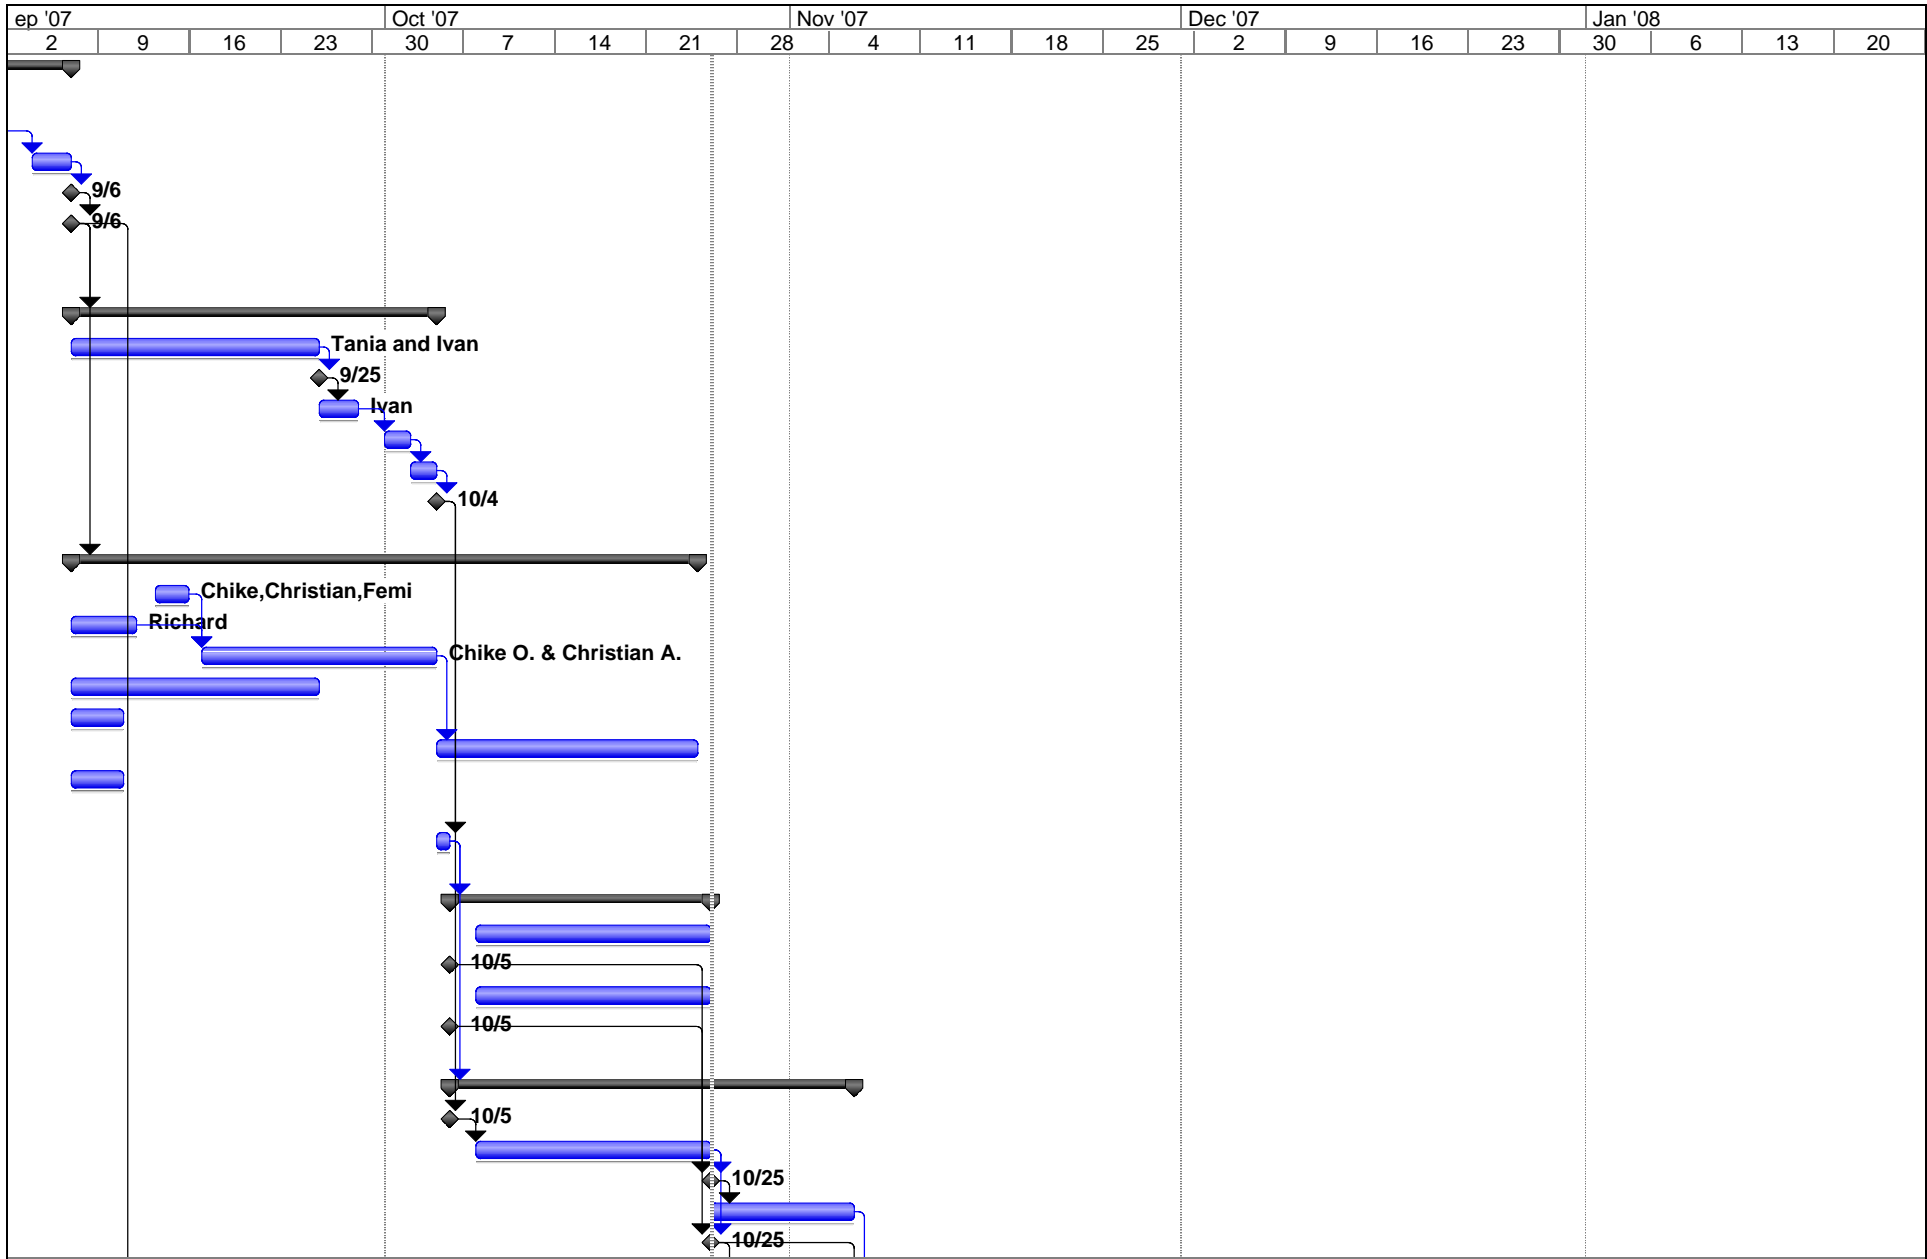 ep '07 Oct '07 Nov '07 Dec '07 Jan '08
2 9 16 23 30 7 14 21 28 4 11 18 25 2 9 16 23 30 6 13 20
9/6
9/6
Tania and Ivan
9/25
Ivan
10/4
Chike,Christian,Femi
Richard
Chike O. & Christian A.
10/5
10/5
10/5
10/25
10/25